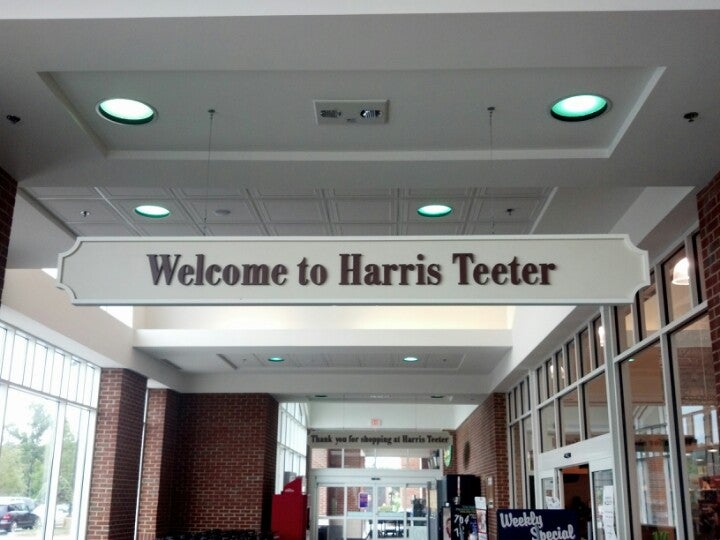 Welcome to Harris Teeter
Thank you for shopping at Harris Teeter
Weekly
Special